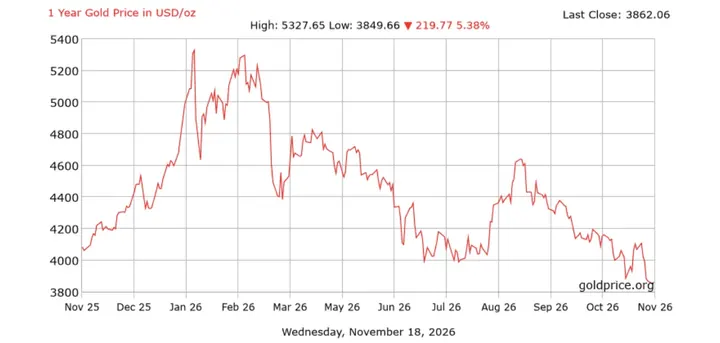 1 Year Gold Price in USD/oz
High: 5327.65 Low: 3849.66 ▼ 219.77 5.38%
Last Close: 3862.06
5400
5200
5000
4800
4600
4400
4200
4000
3800
goldprice.org
Nov 25 Dec 26 Jan 26 Feb 26 Mar 26 May 26 Jun 26 Jul 26 Aug 26 Sep 26 Oct 26 Nov 26
Wednesday, November 18, 2026